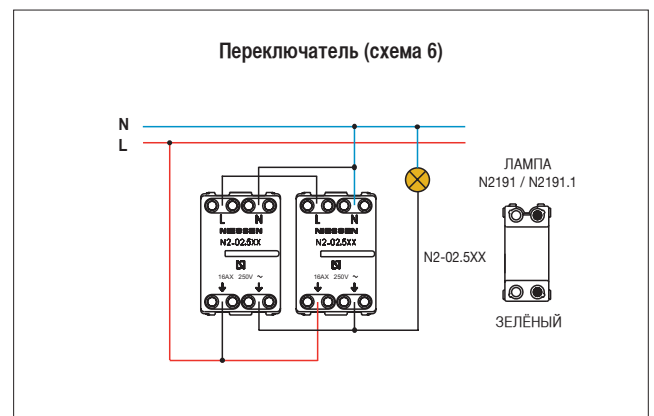 Переключатель (схема 6)
N
L
ЛАМПА
N2191 / N2191.1
L N
NIESSEN
N2-02.5XX
16AX 250V ~
L N
NIESSEN
N2-02.5XX
16AX 250V ~
N2-02.5XX
ЗЕЛЁНЫЙ